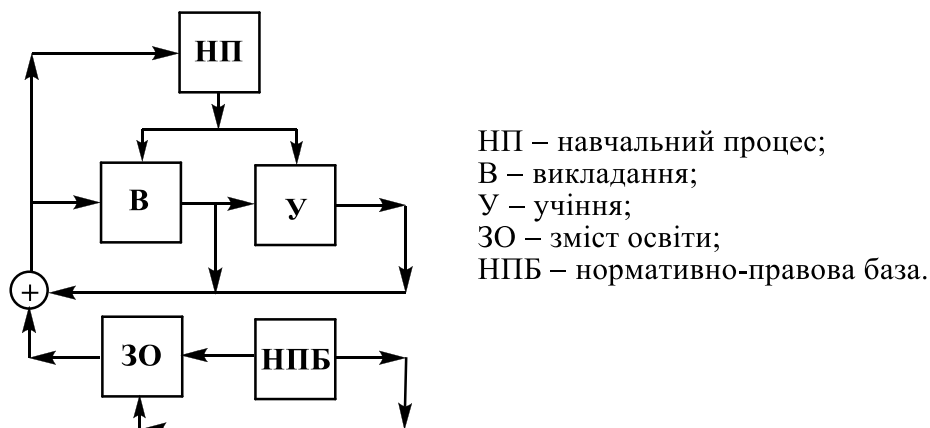 НП
В
У
+
ЗО
НПБ
НП – навчальний процес;
В – викладання;
У – учіння;
ЗО – зміст освіти;
НПБ – нормативно-правова база.